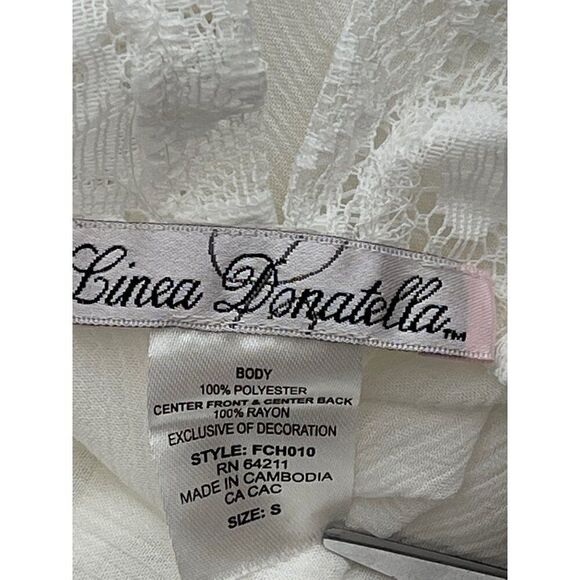 Linea Donatella™
BODY
100% POLYESTER
CENTER FRONT & CENTER BACK
100% RAYON
EXCLUSIVE OF DECORATION
STYLE: FCH010
RN 64211
MADE IN CAMBODIA
CA CAC
SIZE: S